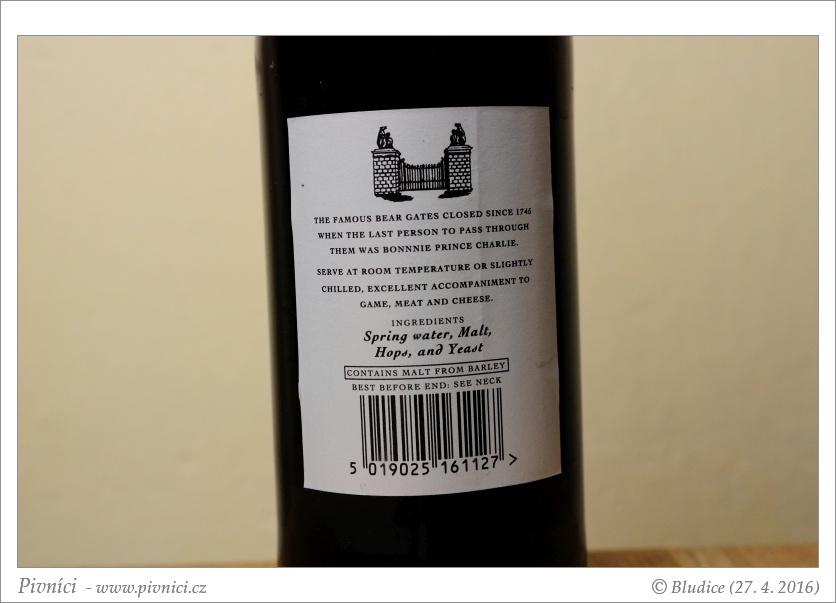 THE FAMOUS BEAR GATES CLOSED SINCE 1745
WHEN THE LAST PERSON TO PASS THROUGH
THEM WAS BONNNIE PRINCE CHARLIE.
SERVE AT ROOM TEMPERATURE OR SLIGHTLY
CHILLED, EXCELLENT ACCOMPANIMENT TO
GAME, MEAT AND CHEESE.
INGREDIENTS
Spring water, Malt,
Hops, and Yeast
CONTAINS MALT FROM BARLEY
BEST BEFORE END: SEE NECK
5 019025 161127 >
Pivníci - www.pivnici.cz
© Bludice (27. 4. 2016)